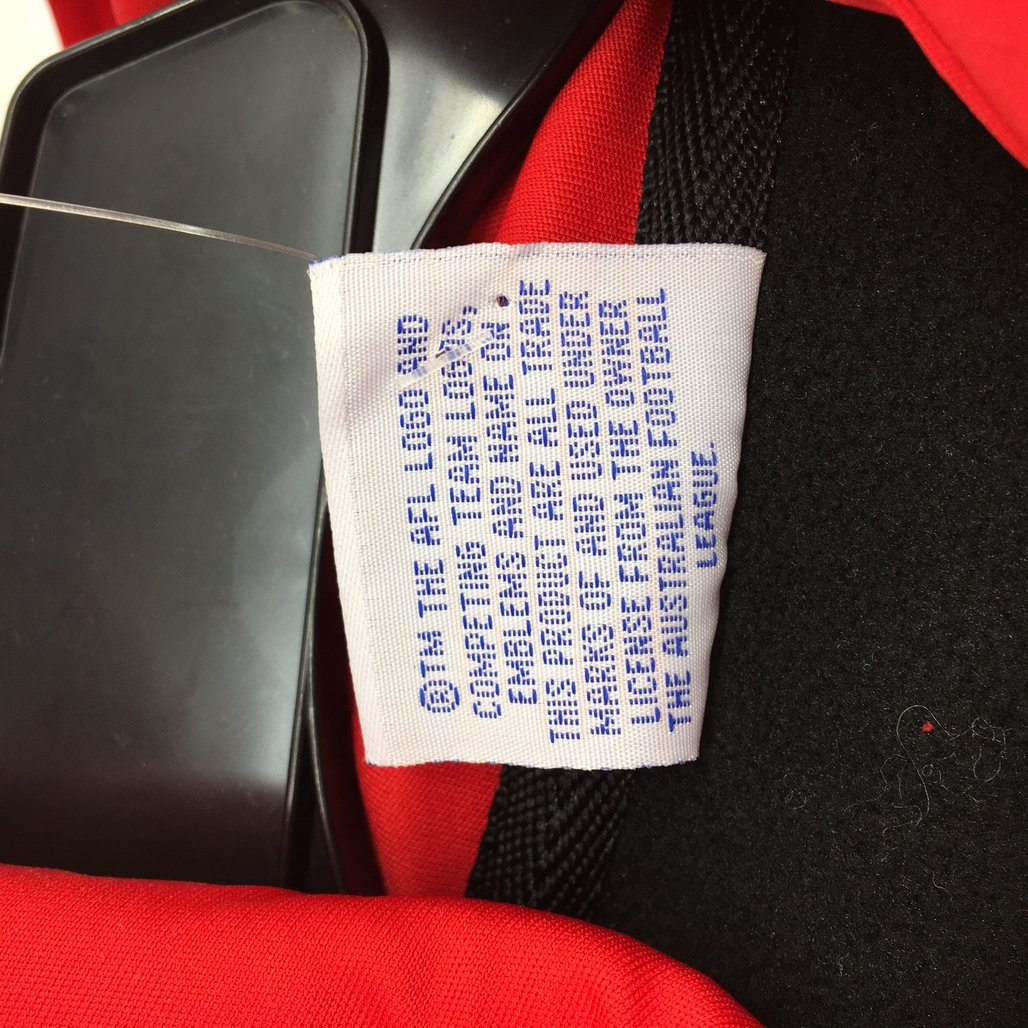 ®TM THE AFL LOGO AND
COMPETING TEAM LOGOS,
EMBLEMS AND NAME ON
THIS PRODUCT ARE ALL TRADE
MARKS OF AND USED UNDER
LICENSE FROM THE OWNER
THE AUSTRALIAN FOOTBALL
LEAGUE.